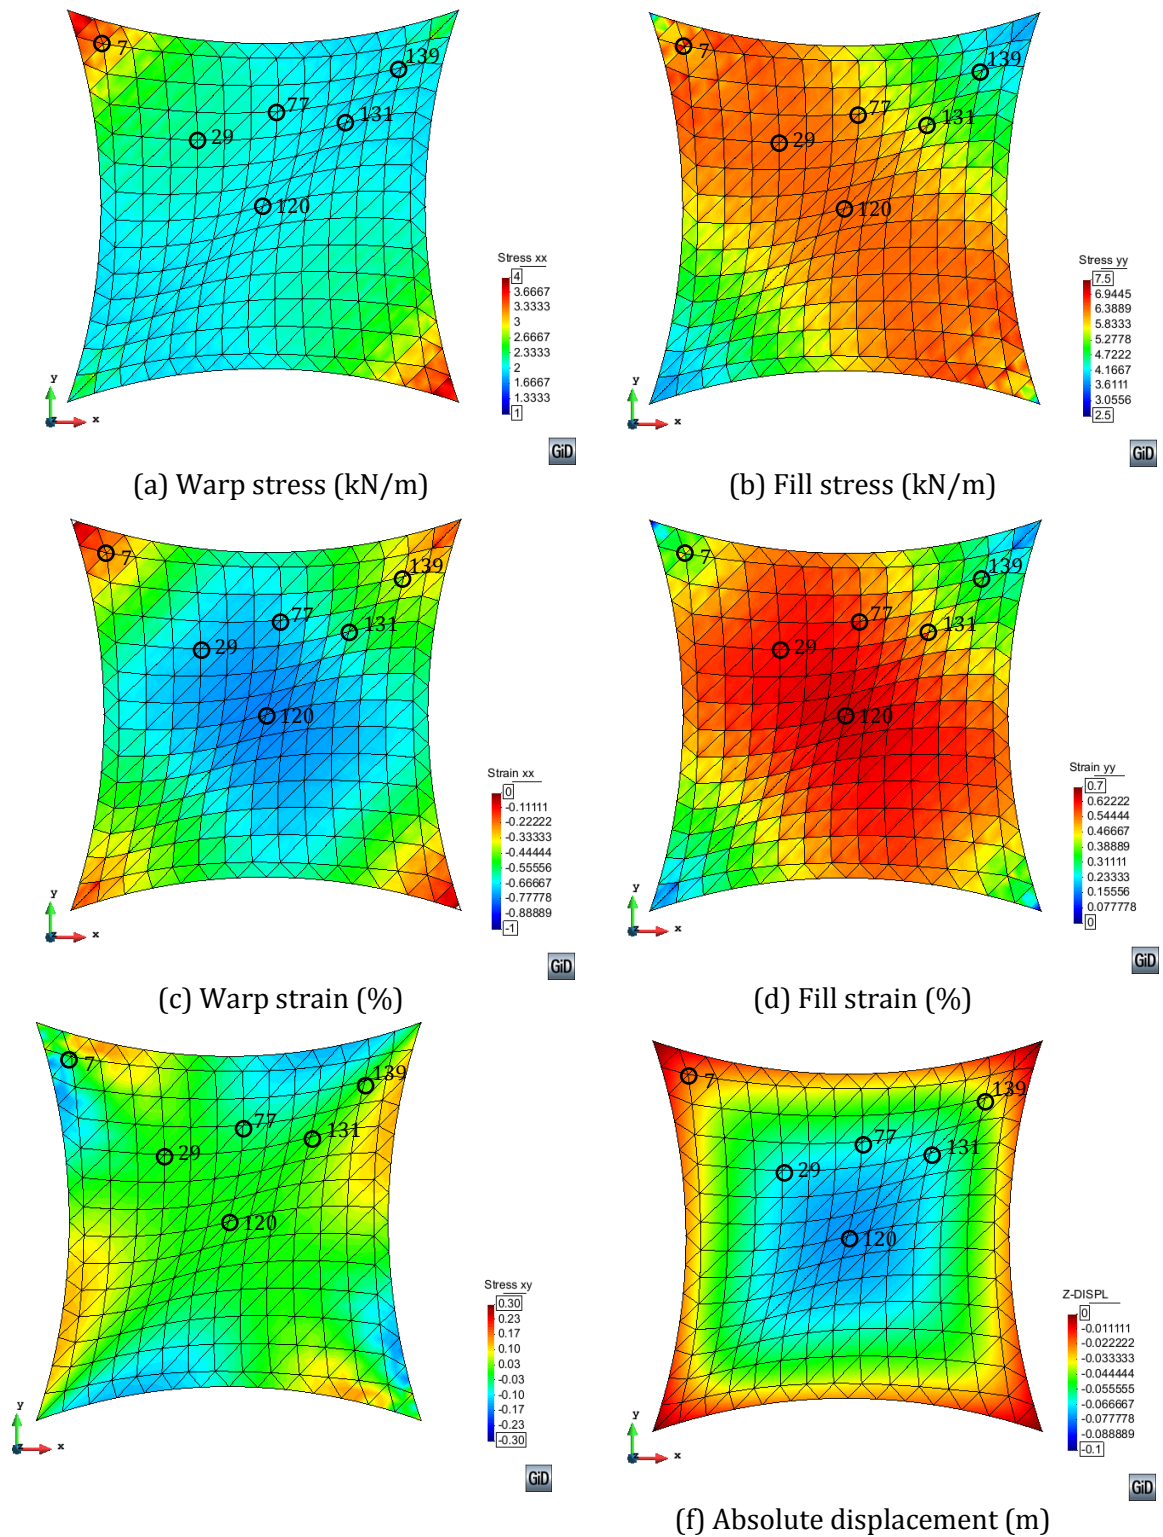 7
139
77
131
29
120
Stress xx
4
3.6667
3.3333
3
2.6667
2.3333
2
1.6667
1.3333
1
y
z
x
GiD
(a) Warp stress (kN/m)
7
139
77
131
29
120
Stress yy
7.5
6.9445
6.3889
5.8333
5.2778
4.7222
4.1667
3.6111
3.0556
2.5
y
z
x
GiD
(b) Fill stress (kN/m)
7
139
77
131
29
120
Strain xx
0
-0.11111
-0.22222
-0.33333
-0.44444
-0.55556
-0.66667
-0.77778
-0.88889
-1
y
z
x
GiD
(c) Warp strain (%)
7
139
77
131
29
120
Strain yy
0.7
0.62222
0.54444
0.46667
0.38889
0.31111
0.23333
0.15556
0.077778
0
y
z
x
GiD
(d) Fill strain (%)
7
139
77
131
29
120
Stress xy
0.30
0.23
0.17
0.10
0.03
-0.03
-0.10
-0.17
-0.23
-0.30
y
z
x
GiD
7
139
77
131
29
120
Z-DISPL
0
-0.011111
-0.022222
-0.033333
-0.044444
-0.055555
-0.066667
-0.077778
-0.088889
-0.1
y
z
x
GiD
(f) Absolute displacement (m)